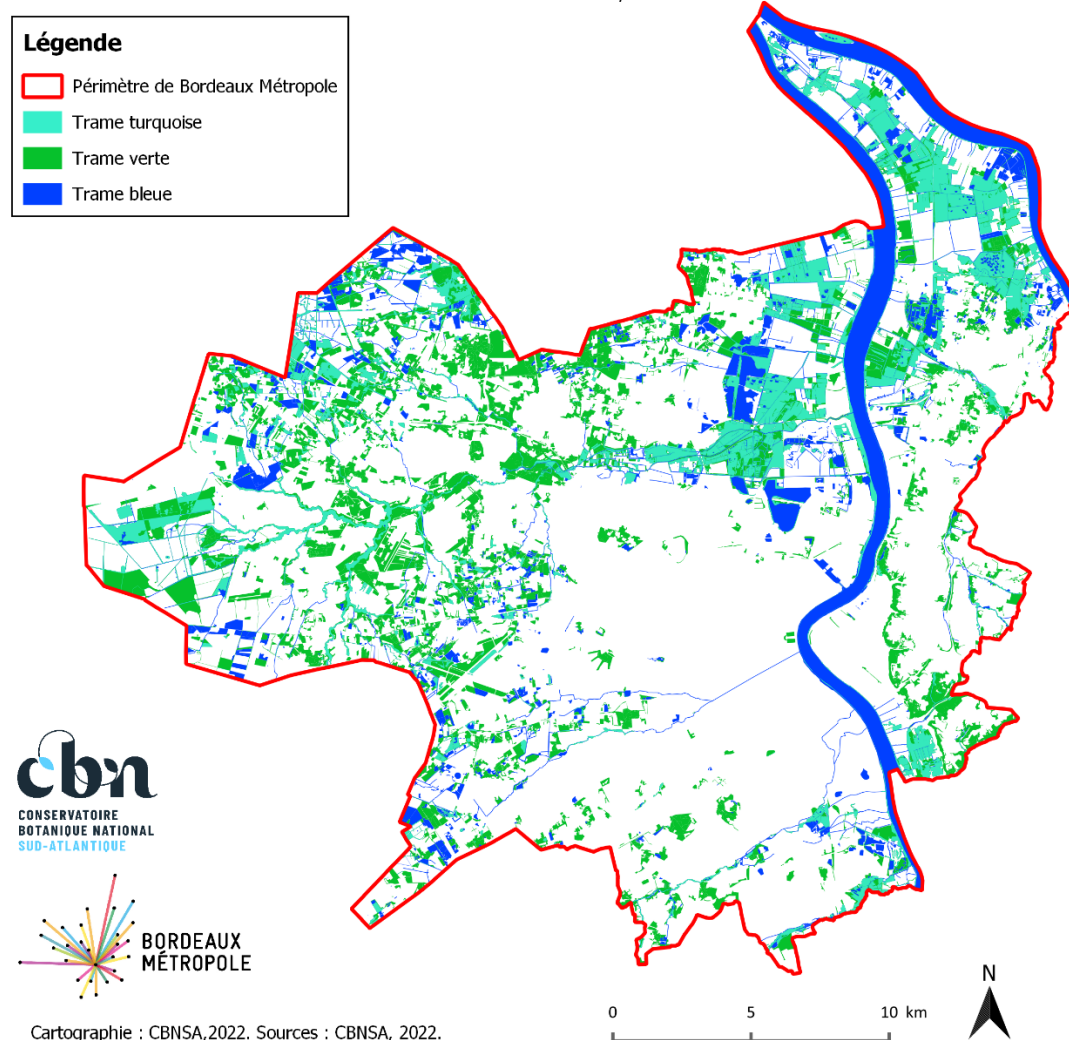 Légende
Périmètre de Bordeaux Métropole
Trame turquoise
Trame verte
Trame bleue
cbn
CONSERVATOIRE
BOTANIQUE NATIONAL
SUD-ATLANTIQUE
BORDEAUX
MÉTROPOLE
N
0 5 10 km
Cartographie : CBNSA,2022. Sources : CBNSA, 2022.